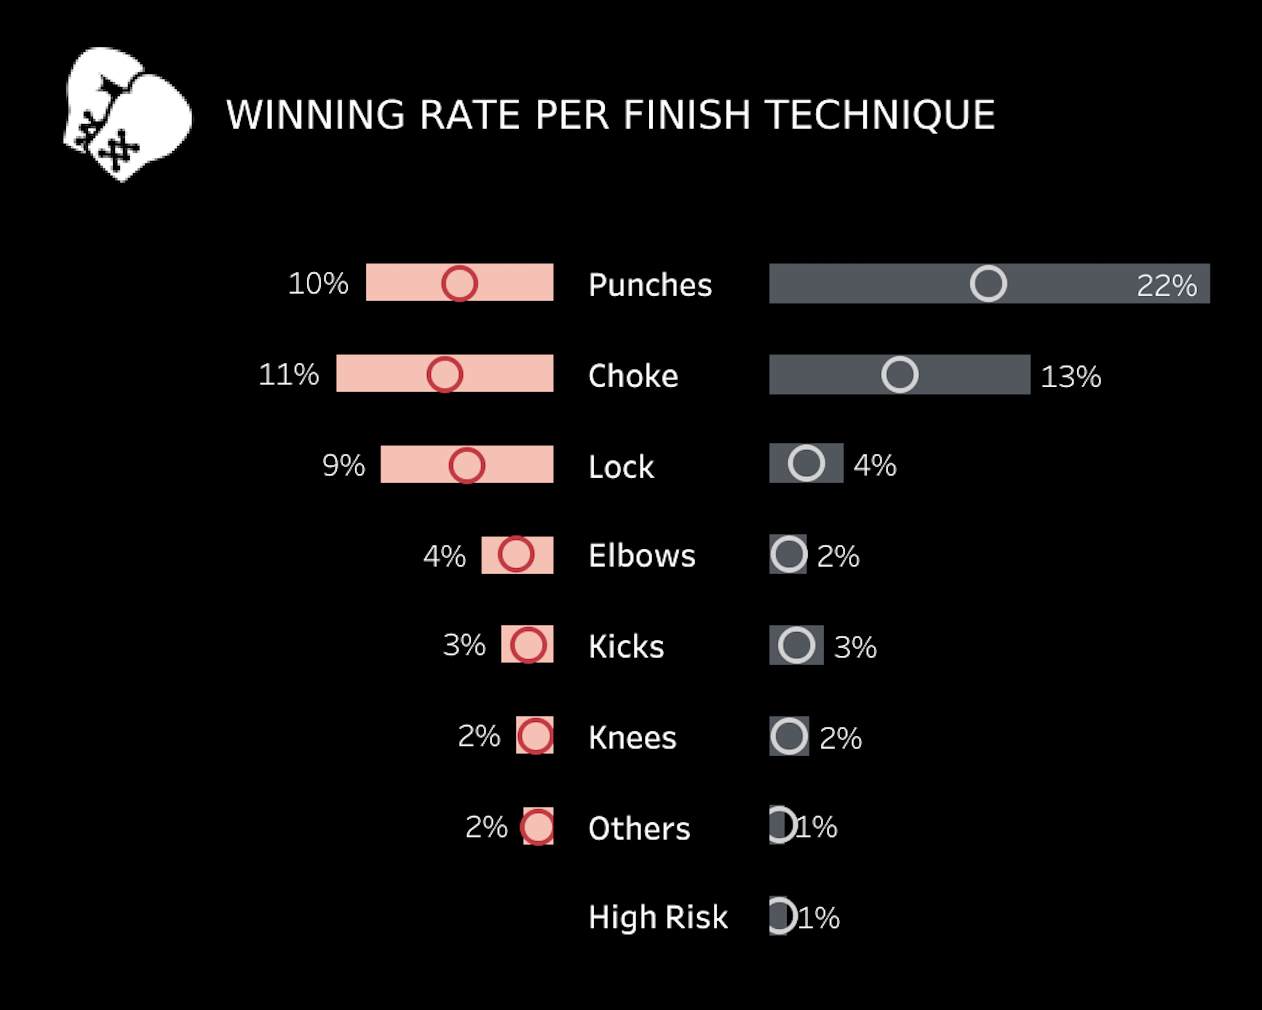 WINNING RATE PER FINISH TECHNIQUE
10% Punches 22%
11% Choke 13%
9% Lock 4%
4% Elbows 2%
3% Kicks 3%
2% Knees 2%
2% Others 1%
High Risk 1%